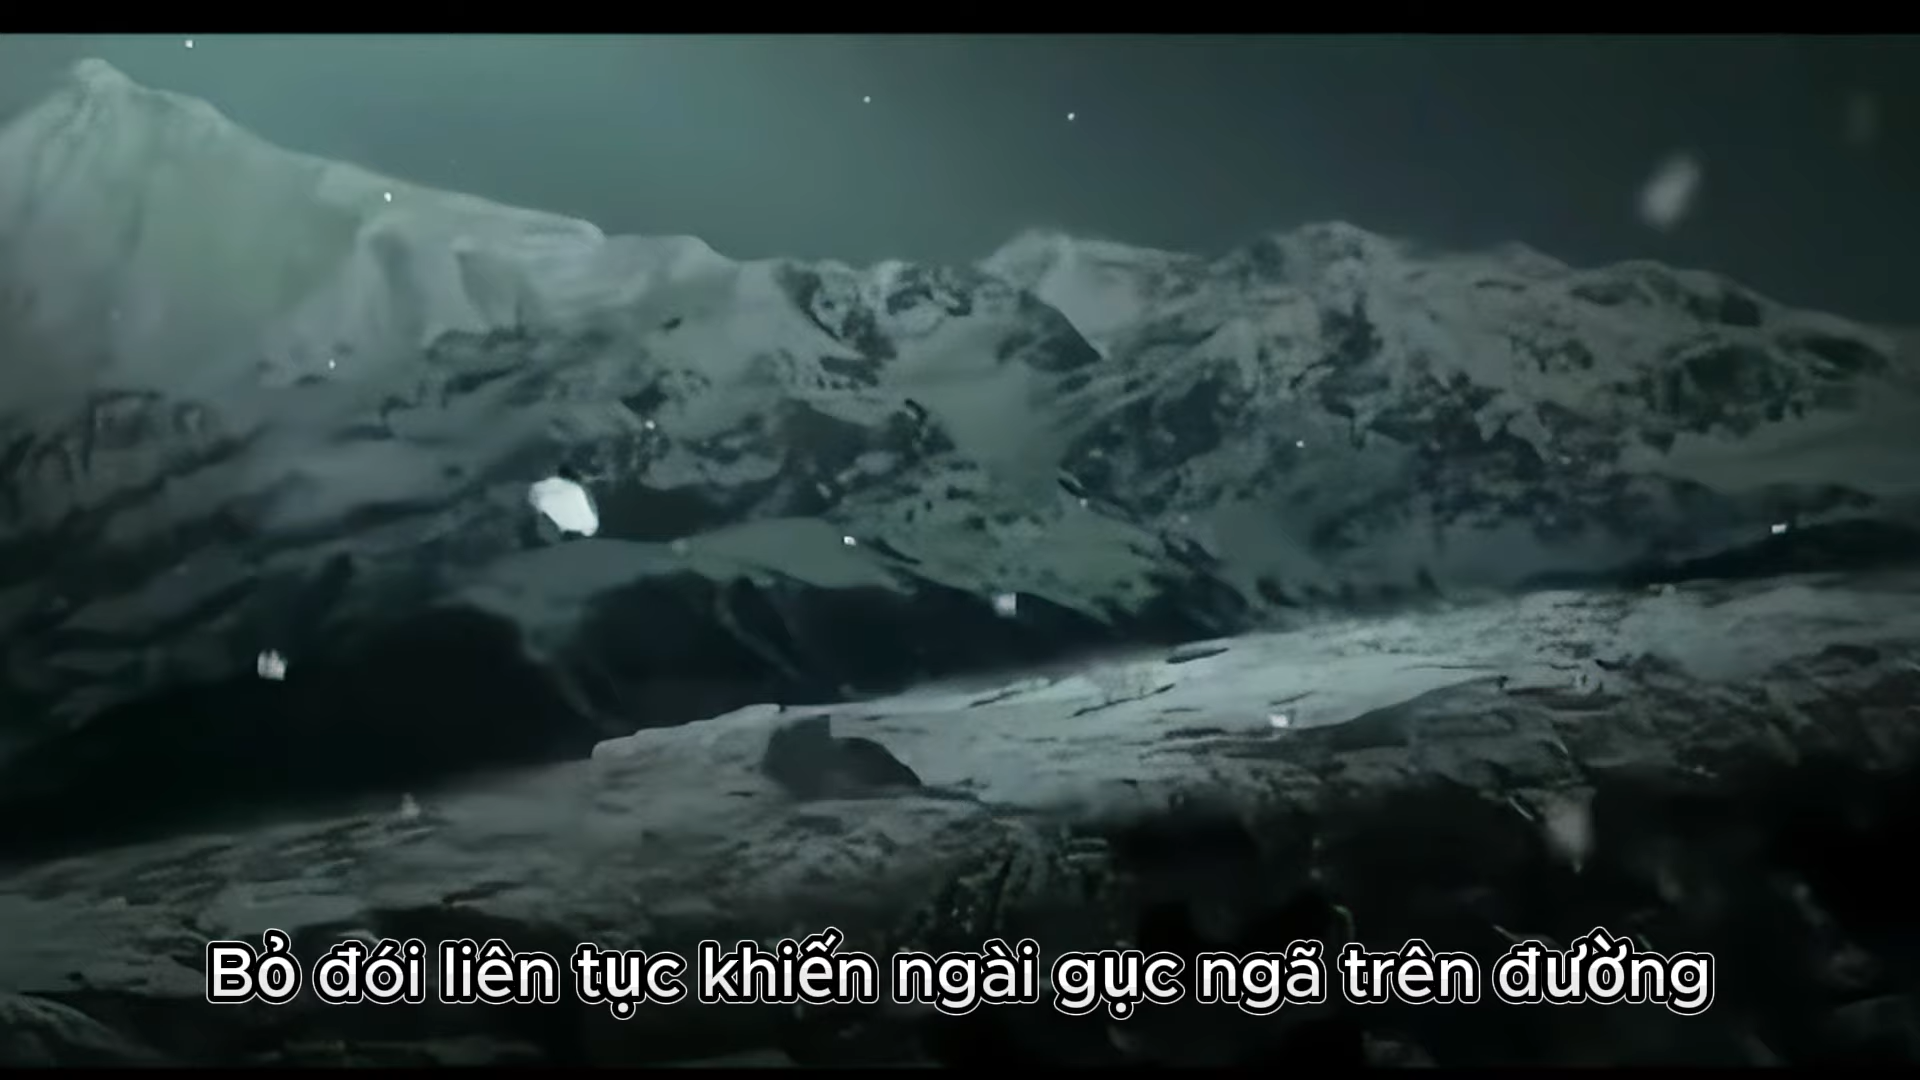 Bỏ đói liên tục khiến ngài gục ngã trên đường